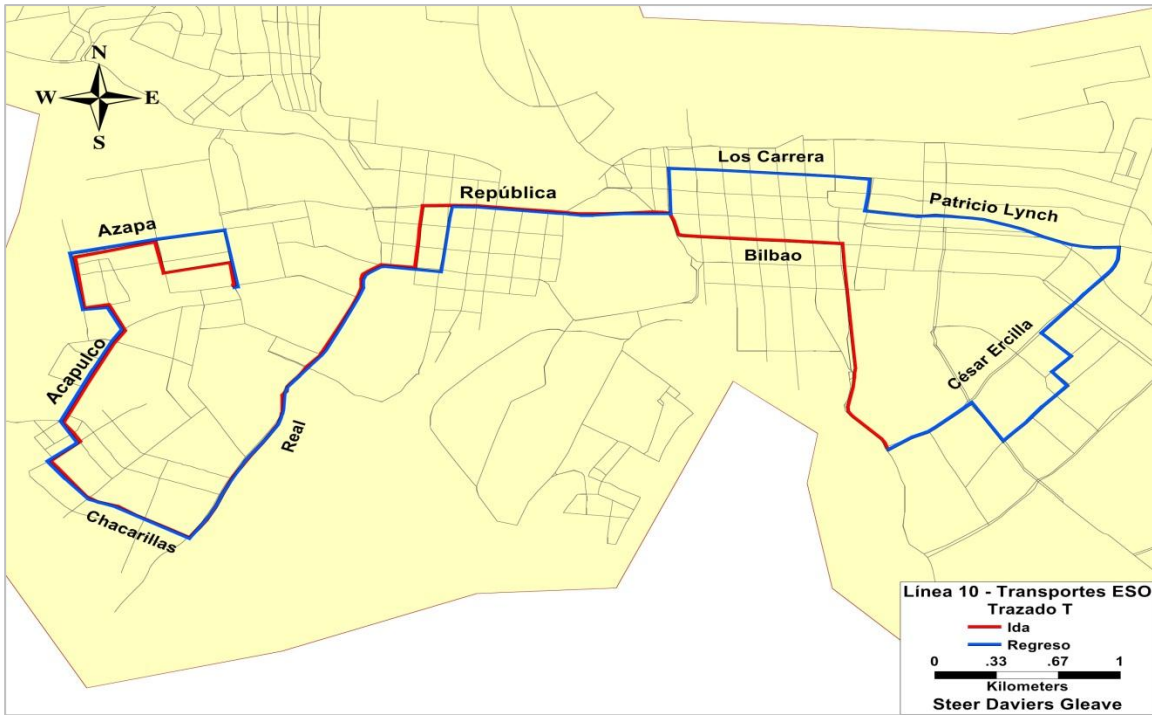 N
W E
S
Los Carrera
República
Patricio Lynch
Azapa
Bilbao
César Ercilla
Acapulco
Real
Chacarillas
Línea 10 - Transportes ESO
Trazado T
Ida
Regreso
0 .33 .67 1
Kilometers
Steer Daviers Gleave